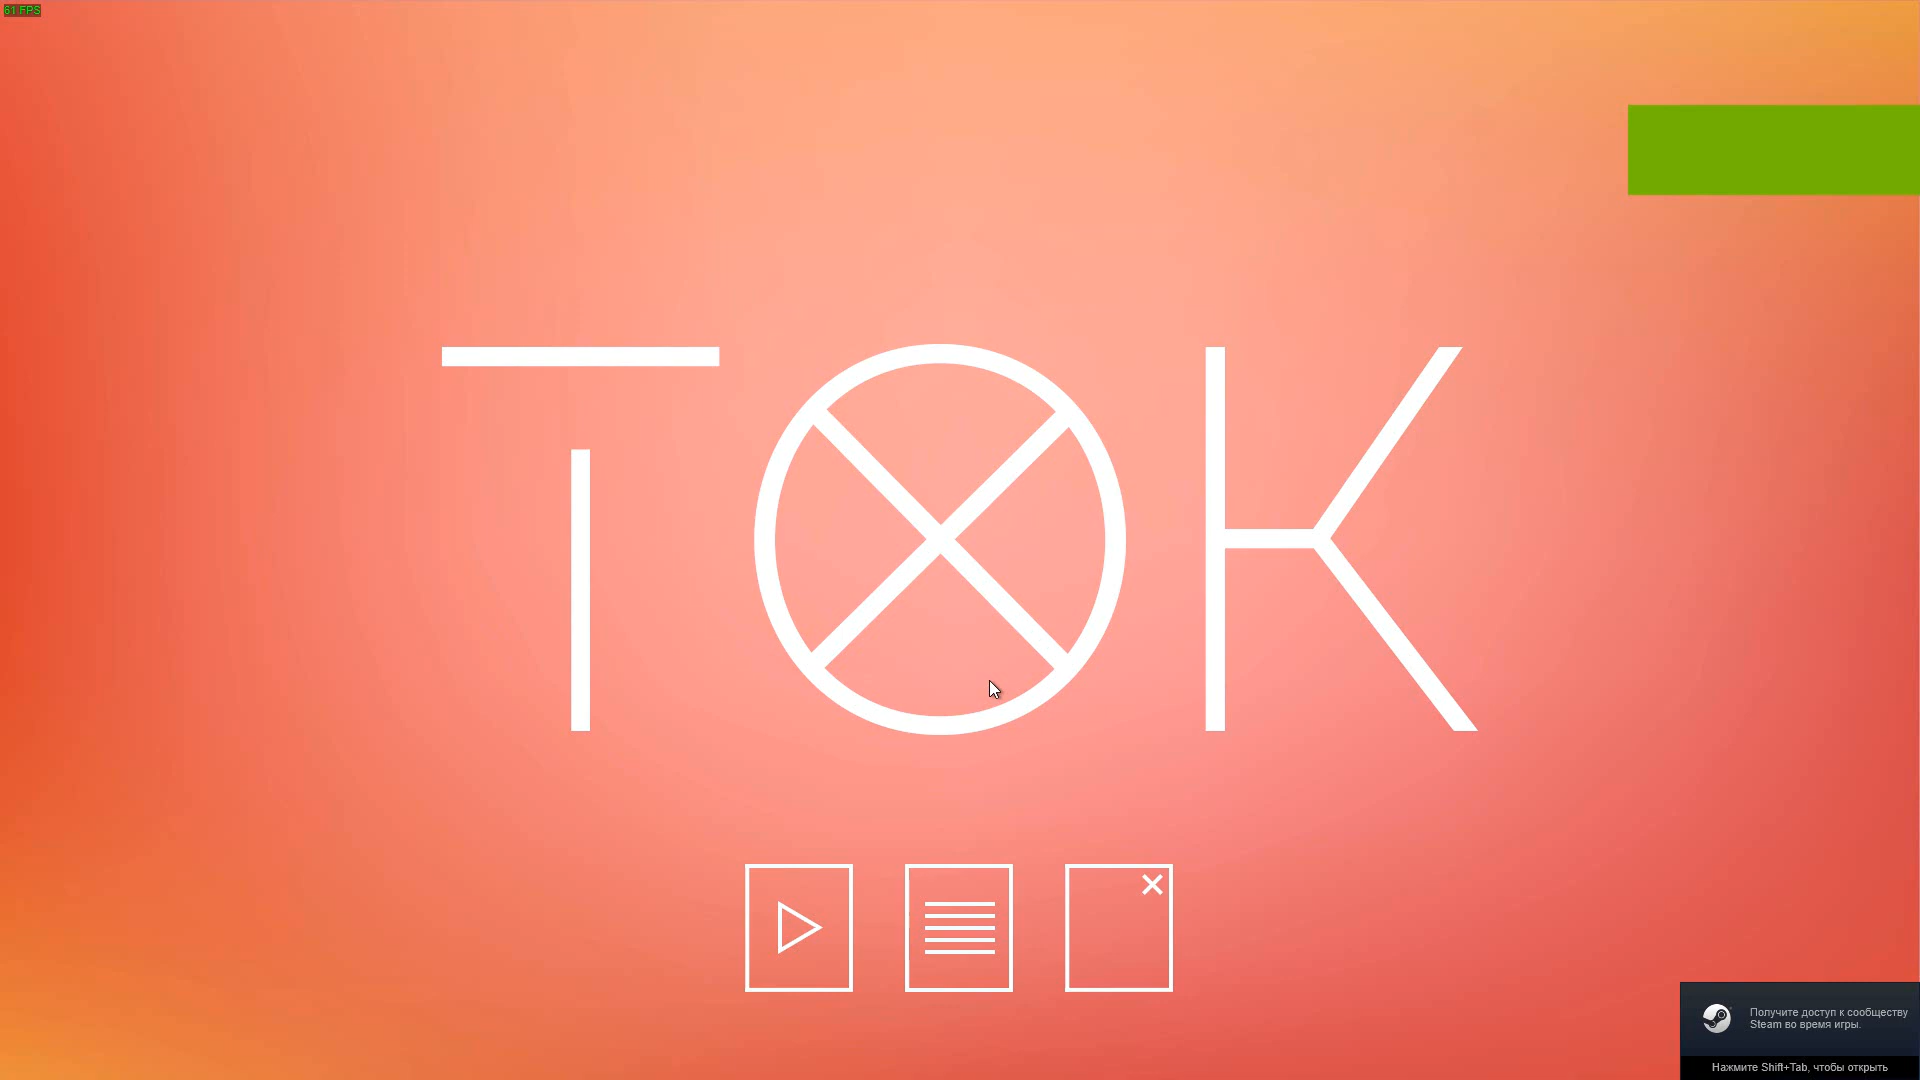 61 FPS
TOK
Получите доступ к сообществу
Steam во время игры.
Нажмите Shift+Tab, чтобы открыть